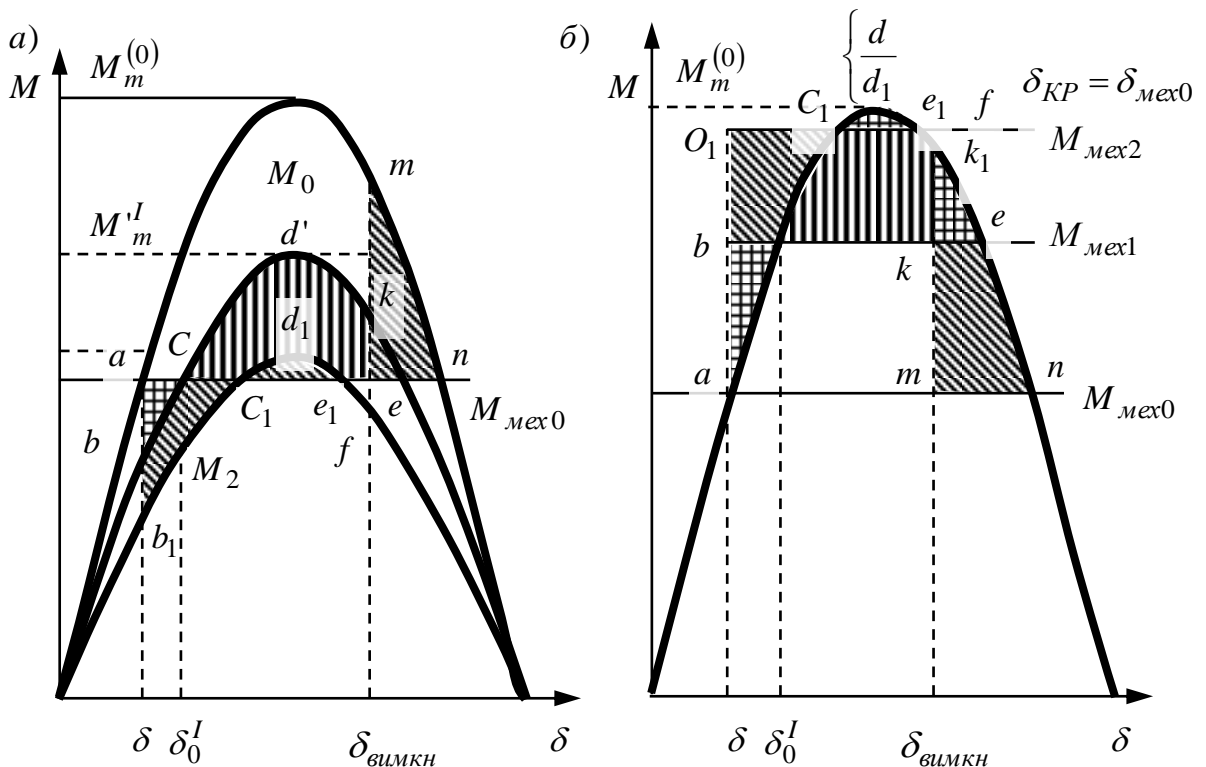 а)
M
M_m^(0)
M_0
m
M'_m^I
d'
k
d_1
a
C
n
C_1
e_1
e
M_мех0
b
f
M_2
b_1
δ
δ_0^I
δ_вимкн
δ
б)
M
M_m^(0)
{ d/d_1
δ_КР = δ_мех0
C_1
e_1
f
O_1
k_1
M_мех2
b
e
M_мех1
k
a
m
n
M_мех0
δ
δ_0^I
δ_вимкн
δ